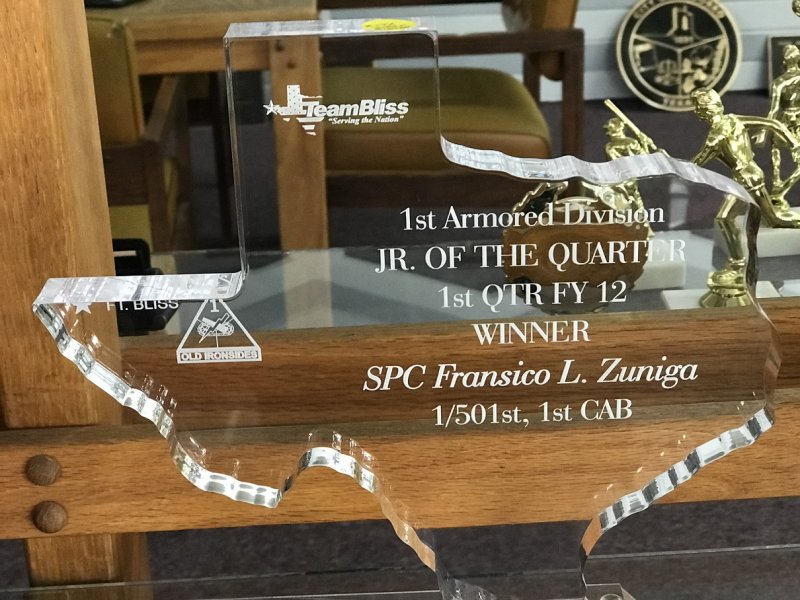 TeamBliss
"Serving the Nation"
1st Armored Division
JR. OF THE QUARTER
1st QTR FY 12
WINNER
SPC Fransico L. Zuniga
1/501st, 1st CAB
FT. BLISS
1
OLD IRONSIDES